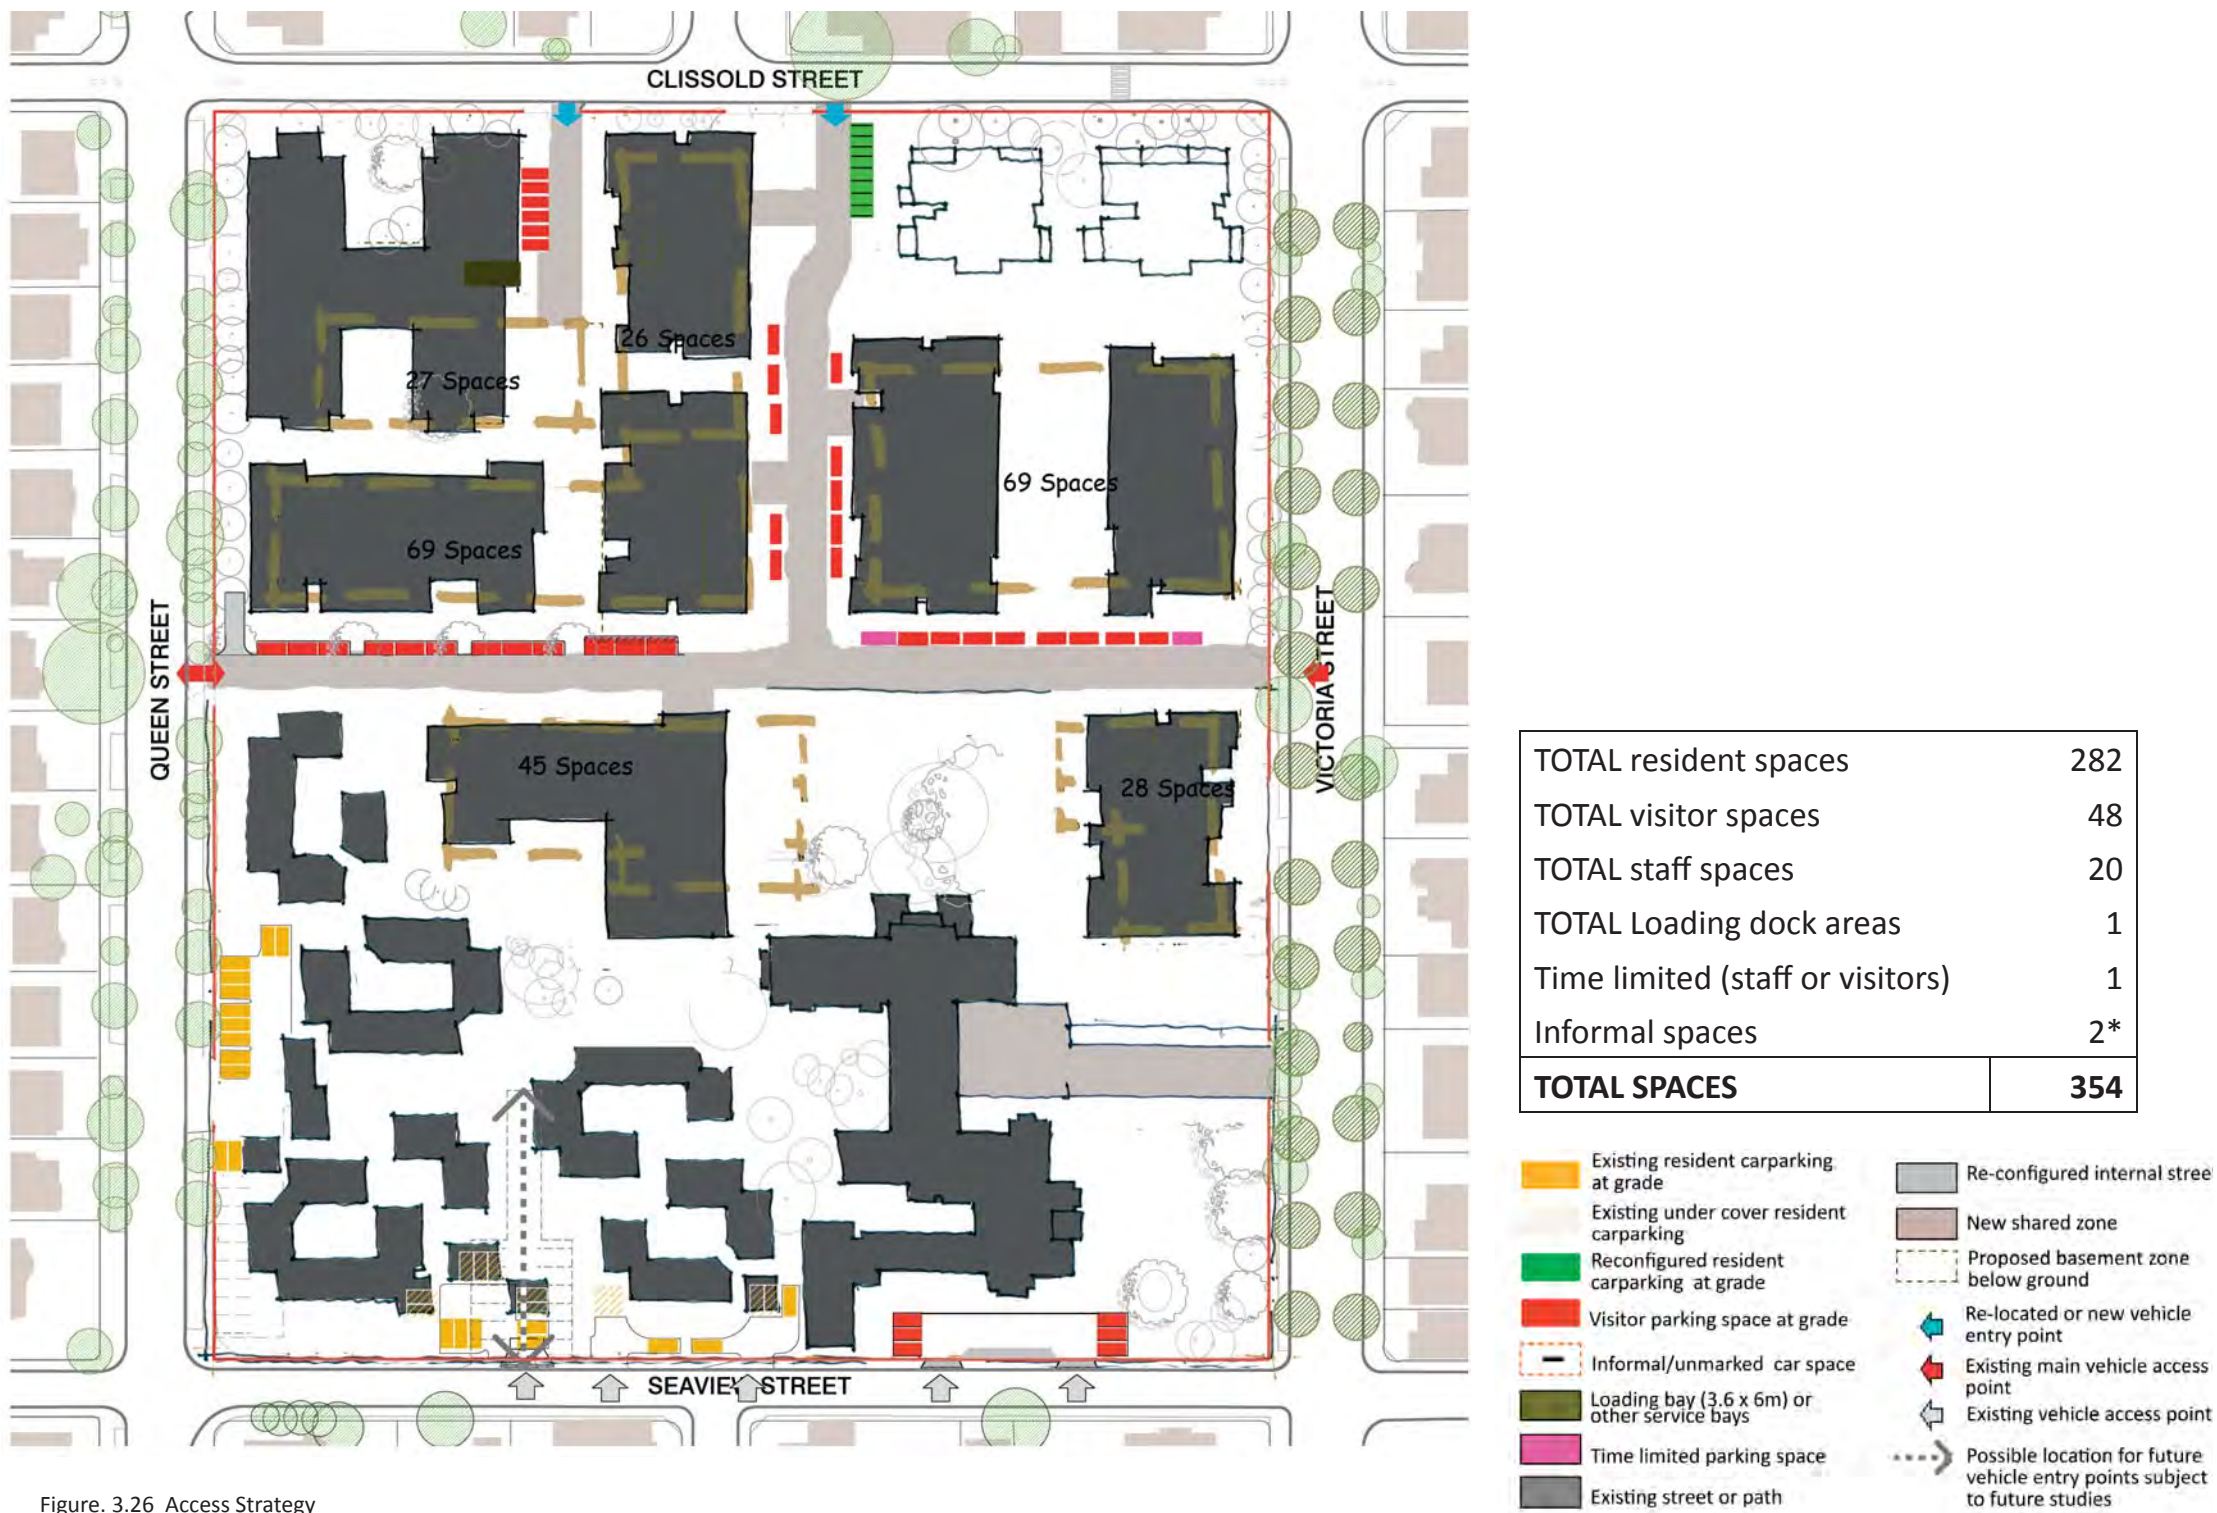 CLISSOLD STREET
26 Spaces
27 Spaces
69 Spaces
69 Spaces
QUEEN STREET
VICTORIA STREET
45 Spaces
28 Spaces
SEAVIEW STREET
TOTAL resident spaces 282
TOTAL visitor spaces 48
TOTAL staff spaces 20
TOTAL Loading dock areas 1
Time limited (staff or visitors) 1
Informal spaces 2*
TOTAL SPACES 354
Existing resident carparking
at grade
Existing under cover resident
carparking
Reconfigured resident
carparking at grade
Visitor parking space at grade
Informal/unmarked car space
Loading bay (3.6 x 6m) or
other service bays
Time limited parking space
Existing street or path
Re-configured internal stree
New shared zone
Proposed basement zone
below ground
Re-located or new vehicle
entry point
Existing main vehicle access
point
Existing vehicle access point
Possible location for future
vehicle entry points subject
to future studies
Figure. 3.26 Access Strategy